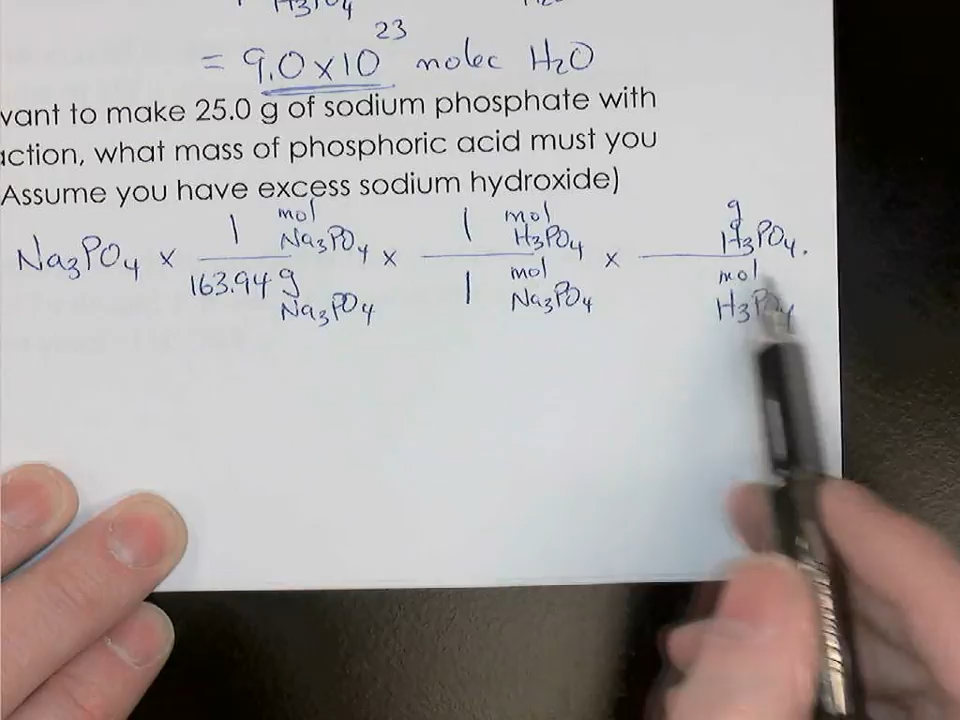 H3PO4
= 9.0 x 10^23 molec H2O
want to make 25.0 g of sodium phosphate with
action, what mass of phosphoric acid must you
Assume you have excess sodium hydroxide)
Na3PO4 x 1 mol Na3PO4 / 163.94 g Na3PO4 x 1 mol H3PO4 / 1 mol Na3PO4 x g H3PO4. / mol H3PO4